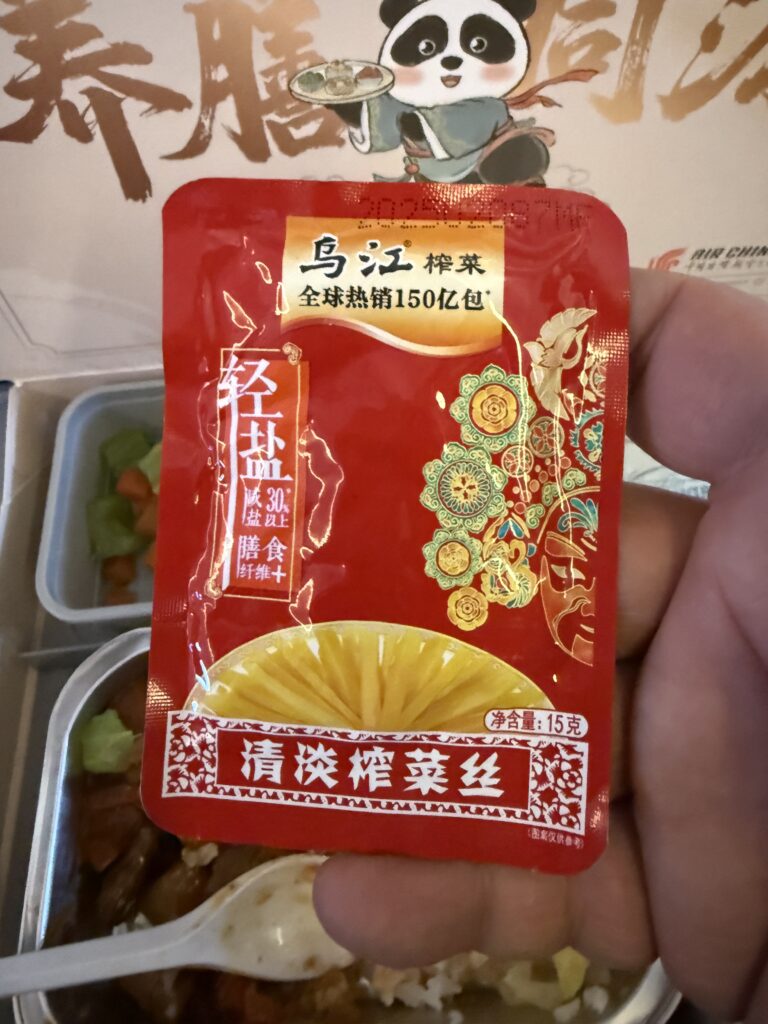 养膳
AIR CHIN
乌江® 榨菜
全球热销150亿包*
轻盐
减盐30%以上
膳食纤维+
净含量:15克
清淡榨菜丝
(图案仅供参考)